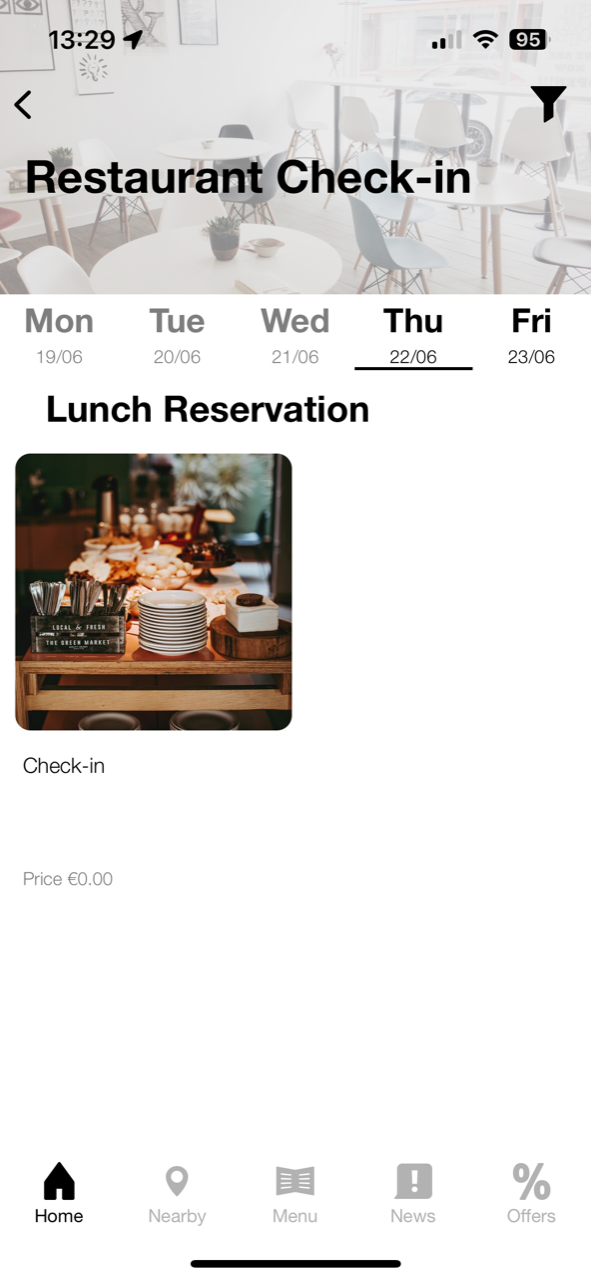 13:29
95
Restaurant Check-in
Mon Tue Wed Thu Fri
19/06 20/06 21/06 22/06 23/06
Lunch Reservation
LOCAL & FRESH
THE GREEN MARKET
Check-in
Price €0.00
Home Nearby Menu News Offers